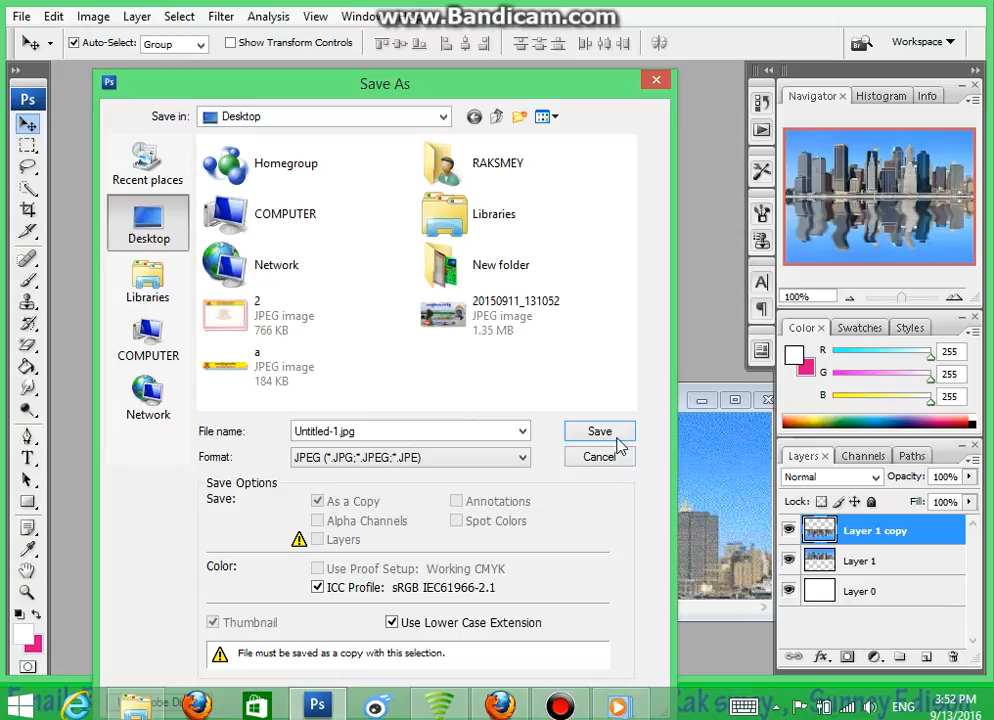 www.Bandicam.com
File Edit Image Layer Select Filter Analysis View
Auto-Select: Group Show Transform Controls Workspace
Save As
Save in: Desktop
Recent places
Desktop
Libraries
COMPUTER
Network
Homegroup RAKSMEY
COMPUTER Libraries
Network New folder
2
JPEG image
766 KB
20150911_131052
JPEG image
1.35 MB
a
JPEG image
184 KB
File name: Untitled-1.jpg Save
Format: JPEG (*.JPG;*.JPEG;*.JPE) Cancel
Save Options
Save: As a Copy Annotations
Alpha Channels Spot Colors
Layers
Color: Use Proof Setup: Working CMYK
ICC Profile: sRGB IEC61966-2.1
Thumbnail Use Lower Case Extension
File must be saved as a copy with this selection.
Ps
Navigator × Histogram Info
100%
Color × Swatches Styles
R 255
G 255
B 255
Layers × Channels Paths
Normal Opacity: 100%
Lock: Fill: 100%
Layer 1 copy
Layer 1
Layer 0
Ps
ENG
3:52 PM
9/13/2016